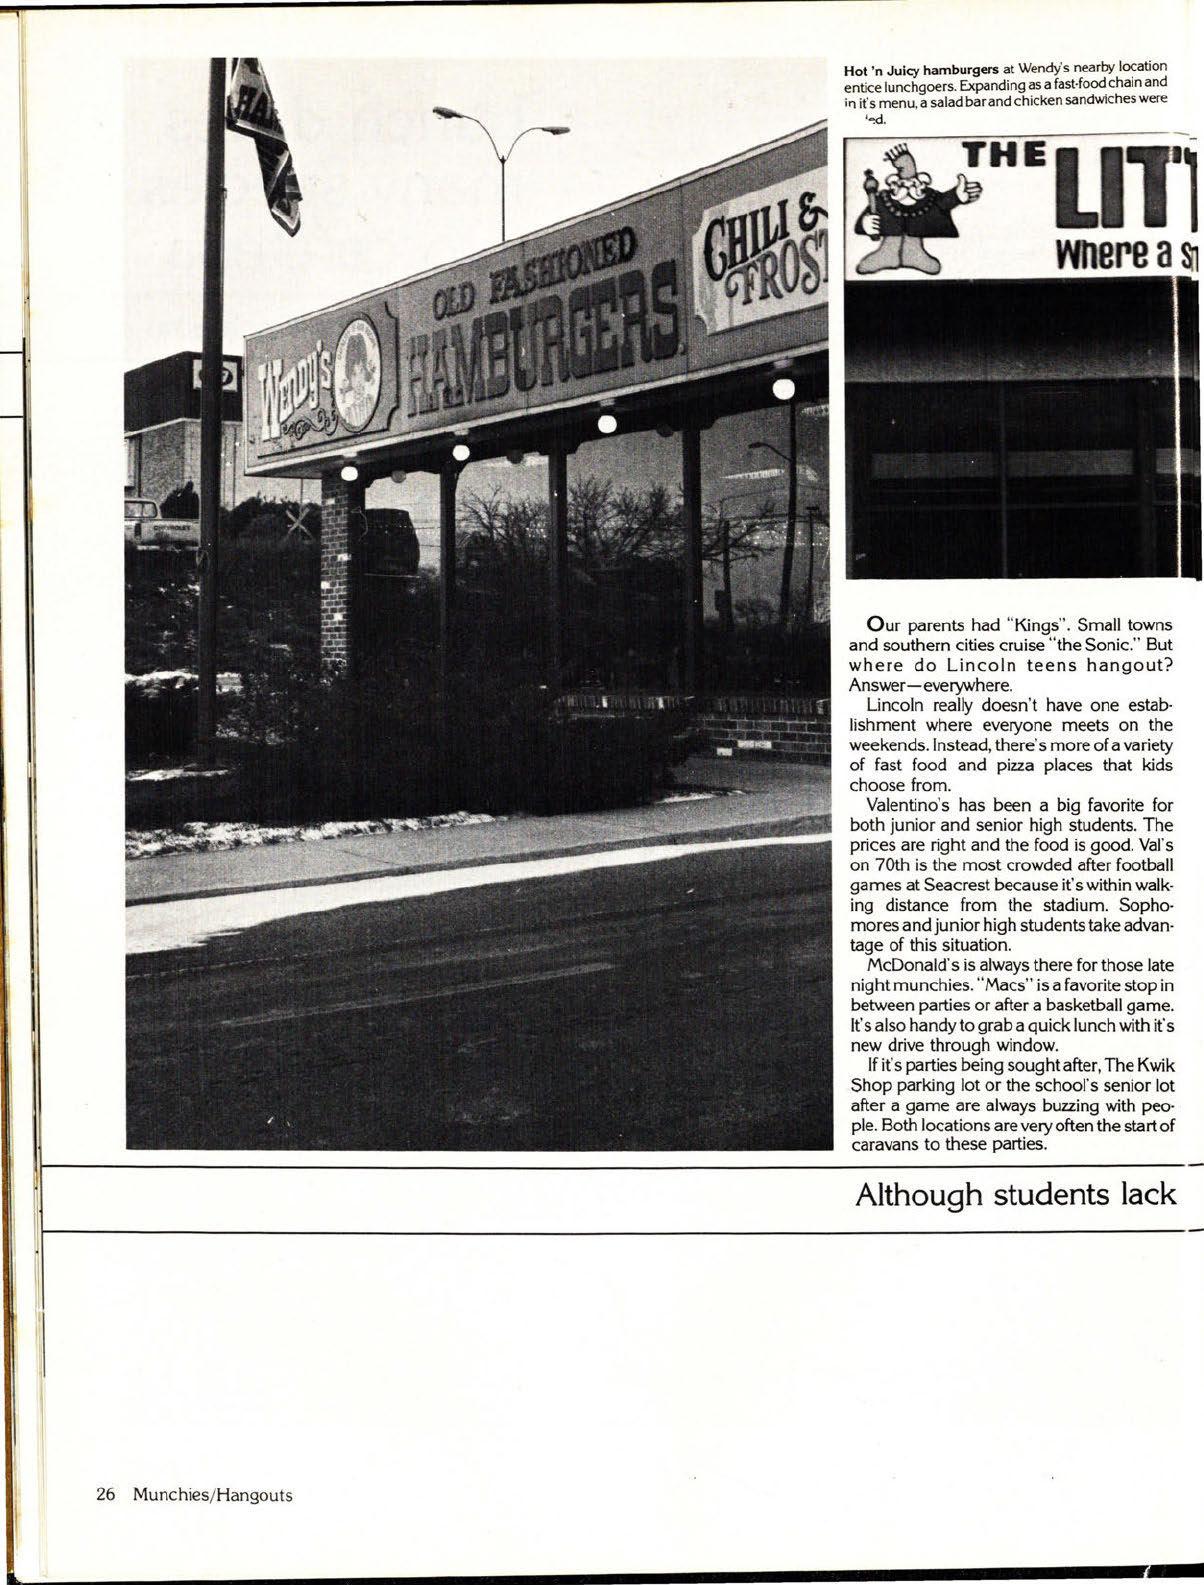 Hot 'n Juicy hamburgers at Wendy's nearby location
entice lunchgoers. Expanding as a fast-food chain and
in it's menu, a salad bar and chicken sandwiches were
THE LIT
Where a
HA
OLD FASHIONED
HAMBURGERS
CHILI &
FROST
Wendy's
CHEVROLET
Our parents had "Kings". Small towns
and southern cities cruise "the Sonic." But
where do Lincoln teens hangout?
Answer—everywhere.
Lincoln really doesn't have one estab-
lishment where everyone meets on the
weekends. Instead, there's more of a variety
of fast food and pizza places that kids
choose from.
Valentino's has been a big favorite for
both junior and senior high students. The
prices are right and the food is good. Val's
on 70th is the most crowded after football
games at Seacrest because it's within walk-
ing distance from the stadium. Sopho-
mores and junior high students take advan-
tage of this situation.
McDonald's is always there for those late
night munchies. "Macs" is a favorite stop in
between parties or after a basketball game.
It's also handy to grab a quick lunch with it's
new drive through window.
If it's parties being sought after, The Kwik
Shop parking lot or the school's senior lot
after a game are always buzzing with peo-
ple. Both locations are very often the start of
caravans to these parties.
Although students lack
26 Munchies/Hangouts